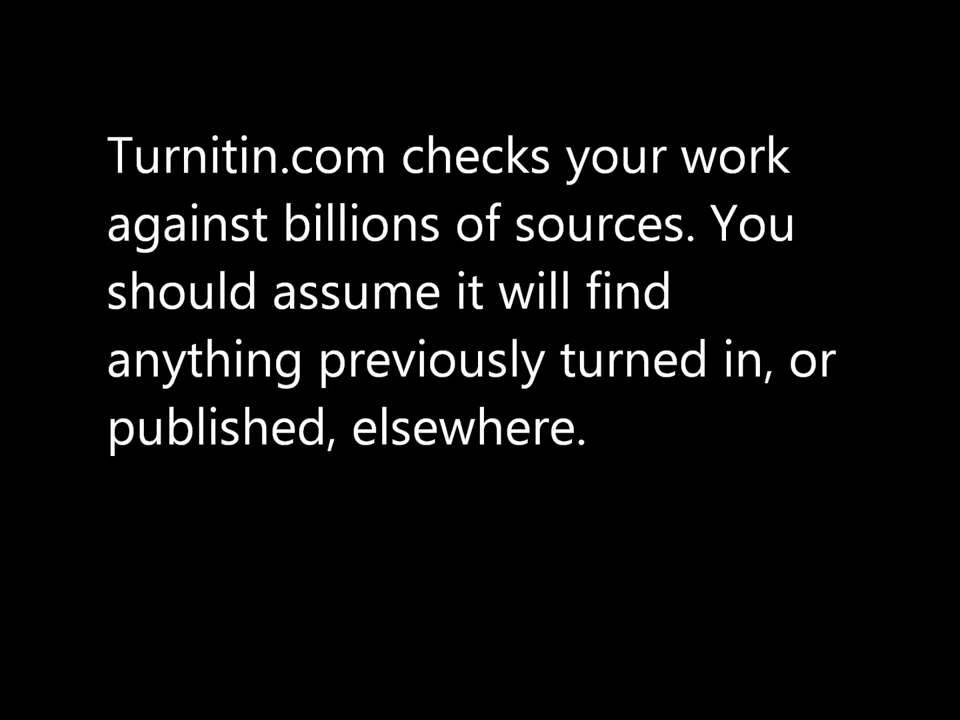 Turnitin.com checks your work
against billions of sources. You
should assume it will find
anything previously turned in, or
published, elsewhere.